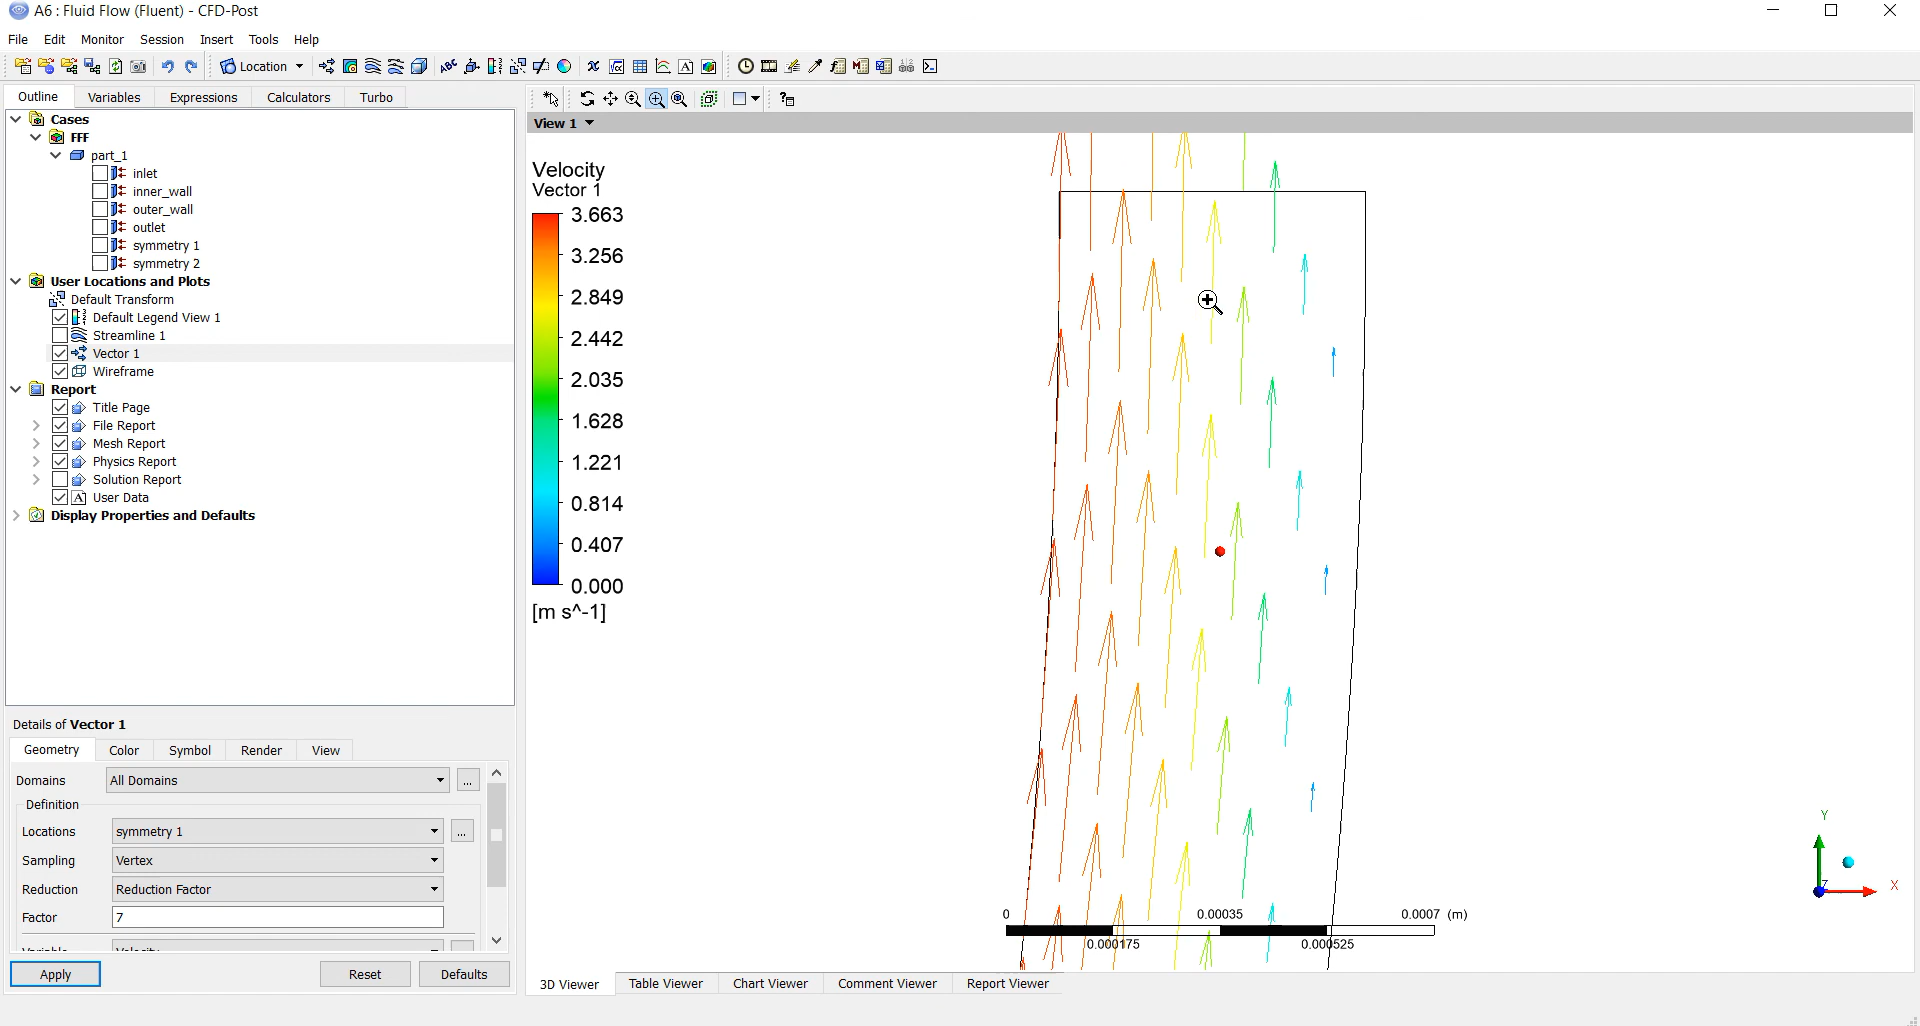 A6 : Fluid Flow (Fluent) - CFD-Post
File Edit Monitor Session Insert Tools Help
Location
Outline Variables Expressions Calculators Turbo
Cases
FFF
part_1
inlet
inner_wall
outer_wall
outlet
symmetry 1
symmetry 2
User Locations and Plots
Default Transform
Default Legend View 1
Streamline 1
Vector 1
Wireframe
Report
Title Page
File Report
Mesh Report
Physics Report
Solution Report
User Data
Display Properties and Defaults
Details of Vector 1
Geometry Color Symbol Render View
Domains All Domains ...
Definition
Locations symmetry 1 ...
Sampling Vertex
Reduction Reduction Factor
Factor 7
Apply Reset Defaults
View 1
Velocity
Vector 1
3.663
3.256
2.849
2.442
2.035
1.628
1.221
0.814
0.407
0.000
[m s^-1]
0 0.00035 0.0007 (m)
0.000175 0.000525
Y
Z X
3D Viewer Table Viewer Chart Viewer Comment Viewer Report Viewer